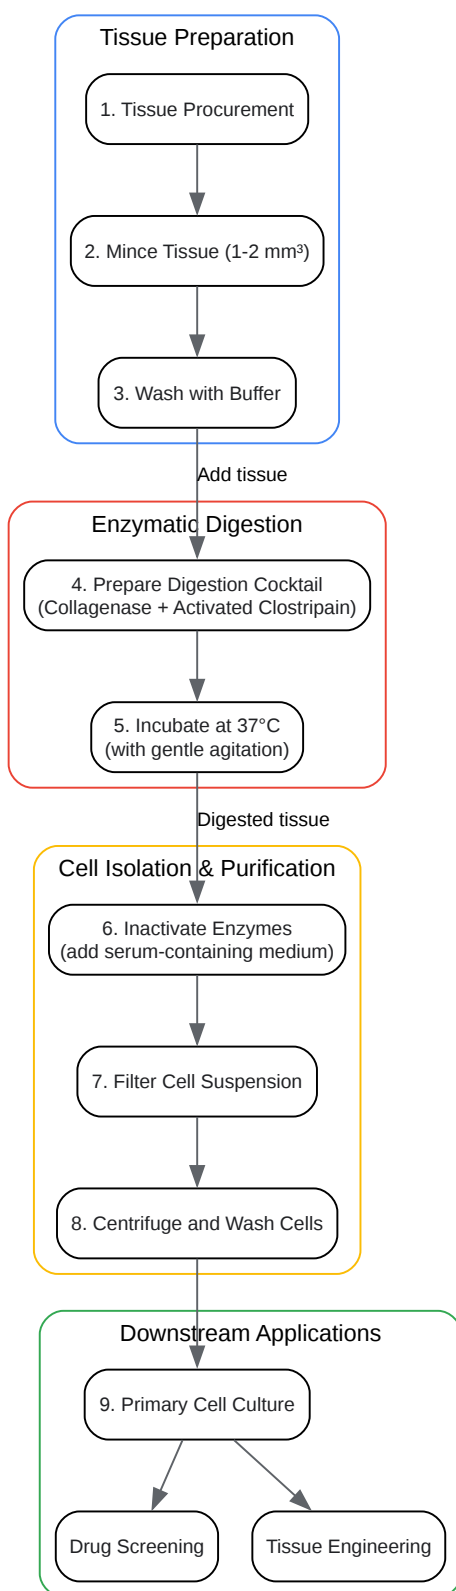 Tissue Preparation
1. Tissue Procurement
2. Mince Tissue (1-2 mm³)
3. Wash with Buffer
Add tissue
Enzymatic Digestion
4. Prepare Digestion Cocktail
(Collagenase + Activated Clostripain)
5. Incubate at 37°C
(with gentle agitation)
Digested tissue
Cell Isolation & Purification
6. Inactivate Enzymes
(add serum-containing medium)
7. Filter Cell Suspension
8. Centrifuge and Wash Cells
Downstream Applications
9. Primary Cell Culture
Drug Screening
Tissue Engineering